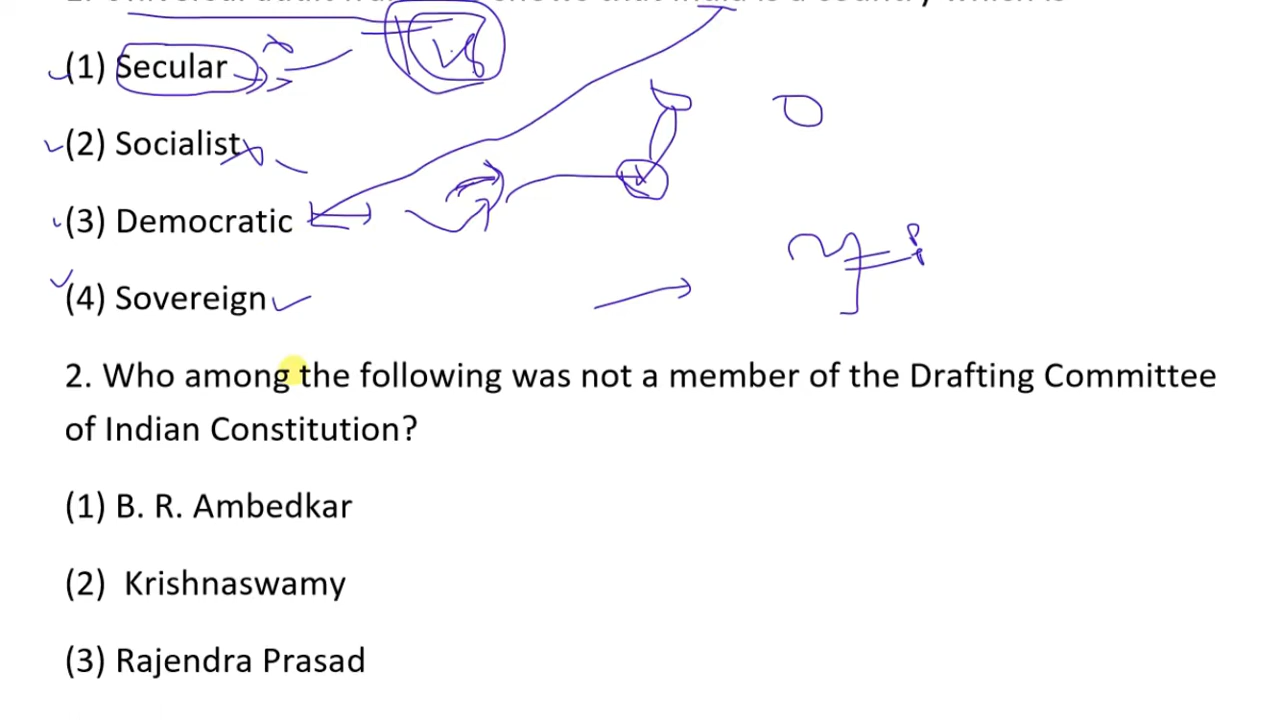 (1) Secular
(2) Socialist
(3) Democratic
(4) Sovereign
2. Who among the following was not a member of the Drafting Committee
of Indian Constitution?
(1) B. R. Ambedkar
(2) Krishnaswamy
(3) Rajendra Prasad